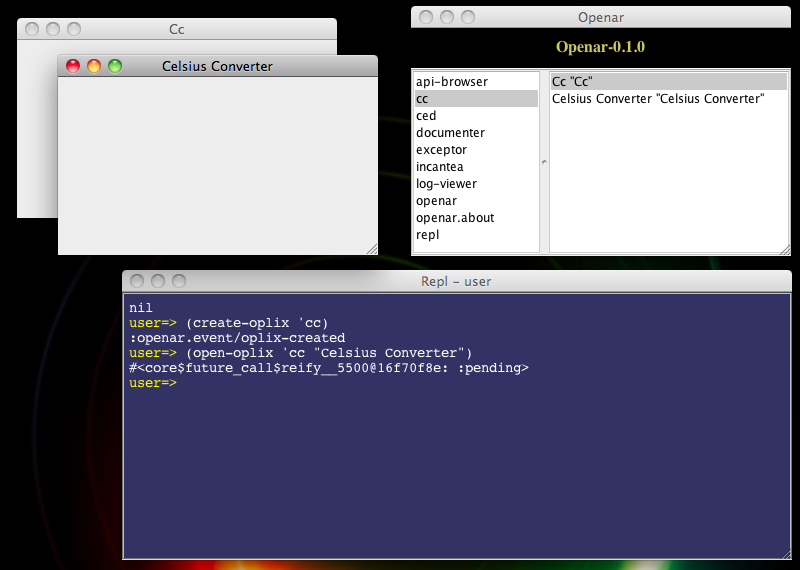 Cc
Celsius Converter
Openar
Openar-0.1.0
api-browser
cc
ced
documenter
exceptor
incantea
log-viewer
openar
openar.about
repl
Cc "Cc"
Celsius Converter "Celsius Converter"
Repl - user
nil
user=> (create-oplix 'cc)
:openar.event/oplix-created
user=> (open-oplix 'cc "Celsius Converter")
#<core$future_call$reify__5500@16f70f8e: :pending>
user=>